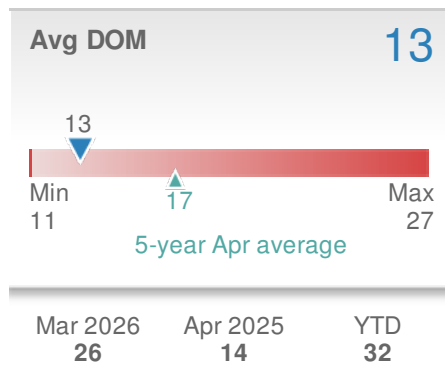 Avg DOM 13
13
Min Max
17
11 27
5-year Apr average
Mar 2026 Apr 2025 YTD
26 14 32